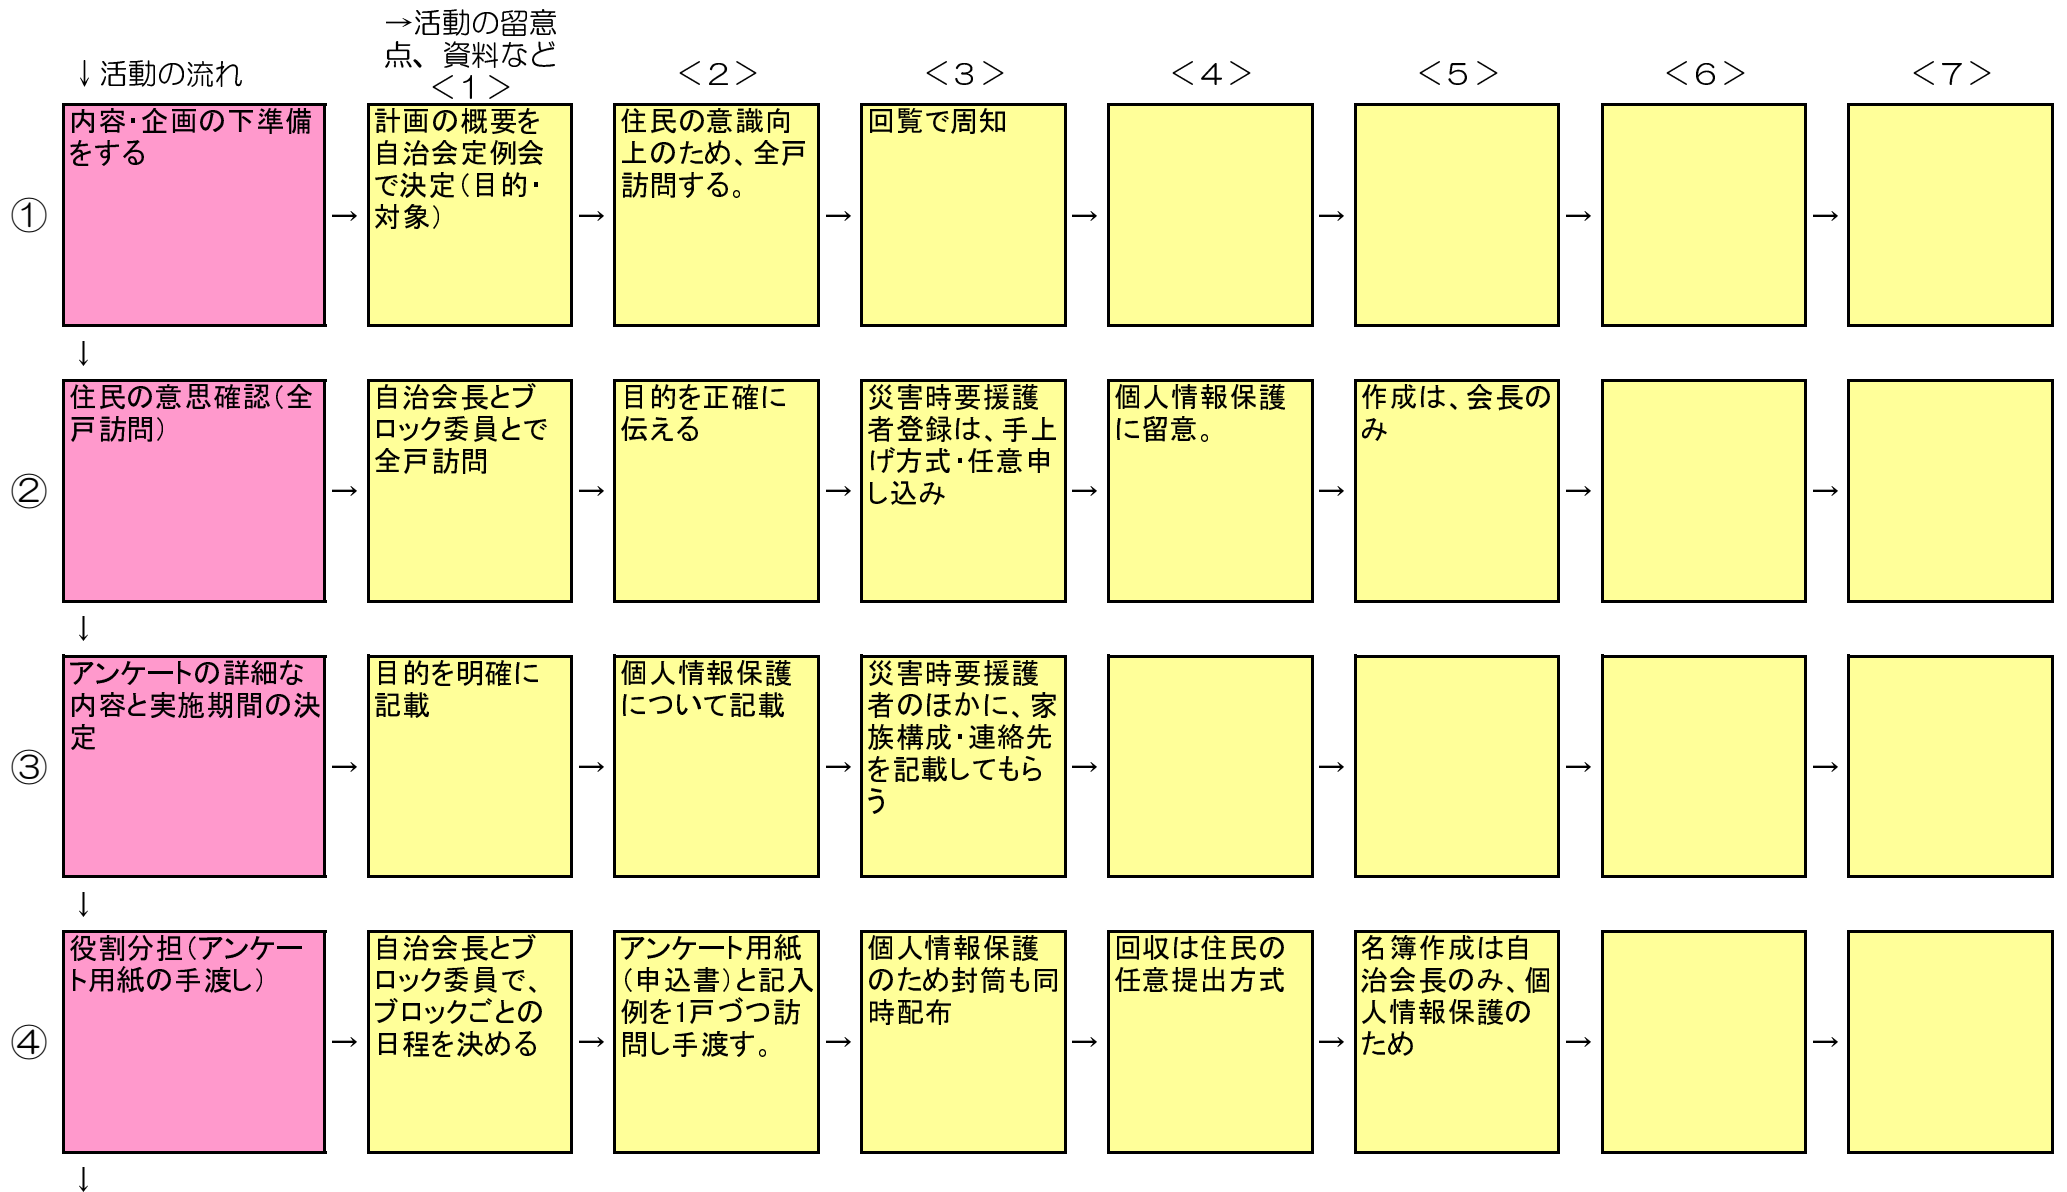 ↓活動の流れ
→活動の留意
点、資料など
＜１＞
＜２＞
＜３＞
＜４＞
＜５＞
＜６＞
＜７＞
①
内容・企画の下準備
をする
→
計画の概要を
自治会定例会
で決定（目的・
対象）
→
住民の意識向
上のため、全戸
訪問する。
→
回覧で周知
→
→
→
→
↓
②
住民の意思確認（全
戸訪問）
→
自治会長とブ
ロック委員とで
全戸訪問
→
目的を正確に
伝える
→
災害時要援護
者登録は、手上
げ方式・任意申
し込み
→
個人情報保護
に留意。
→
作成は、会長の
み
→
→
↓
③
アンケートの詳細な
内容と実施期間の決
定
→
目的を明確に
記載
→
個人情報保護
について記載
→
災害時要援護
者のほかに、家
族構成・連絡先
を記載してもら
う
→
→
→
→
↓
④
役割分担（アンケー
ト用紙の手渡し）
→
自治会長とブ
ロック委員で、
ブロックごとの
日程を決める
→
アンケート用紙
（申込書）と記入
例を1戸づつ訪
問し手渡す。
→
個人情報保護
のため封筒も同
時配布
→
回収は住民の
任意提出方式
→
名簿作成は自
治会長のみ、個
人情報保護の
ため
→
→
↓